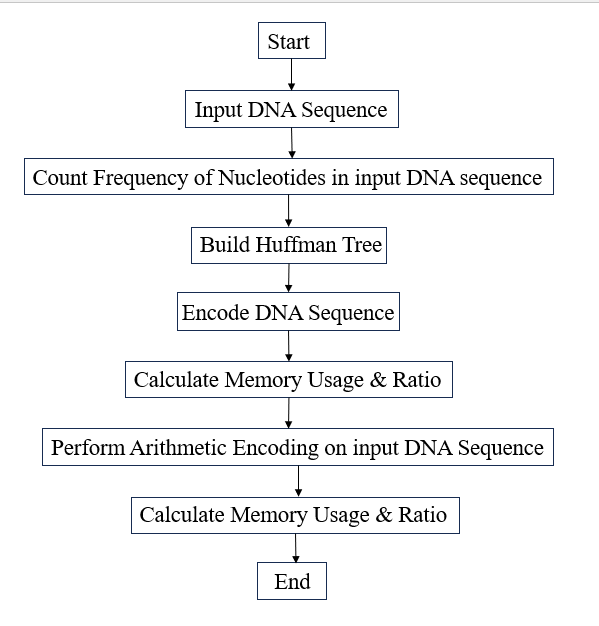 Start
Input DNA Sequence
Count Frequency of Nucleotides in input DNA sequence
Build Huffman Tree
Encode DNA Sequence
Calculate Memory Usage & Ratio
Perform Arithmetic Encoding on input DNA Sequence
Calculate Memory Usage & Ratio
End